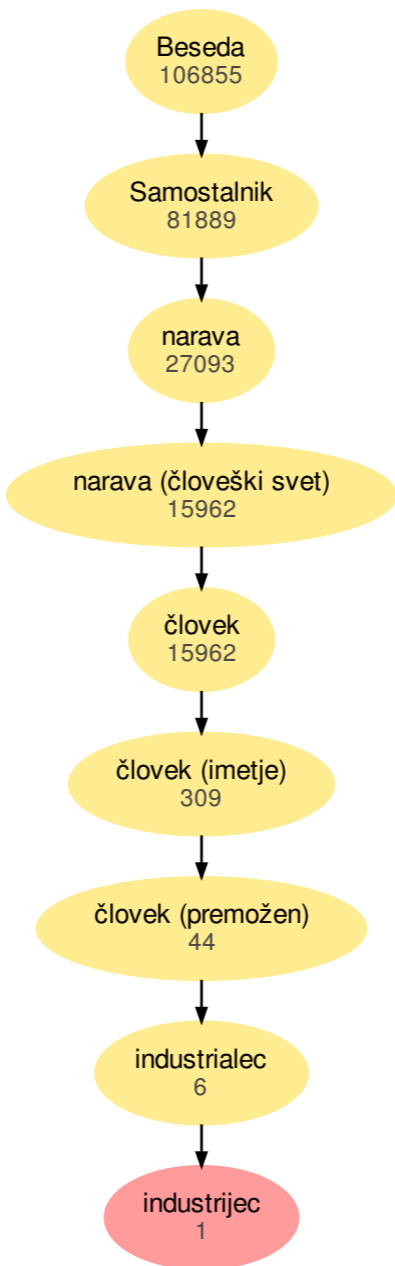 Beseda
106855
Samostalnik
81889
narava
27093
narava (človeški svet)
15962
človek
15962
človek (imetje)
309
človek (premožen)
44
industrialec
6
industrijec
1